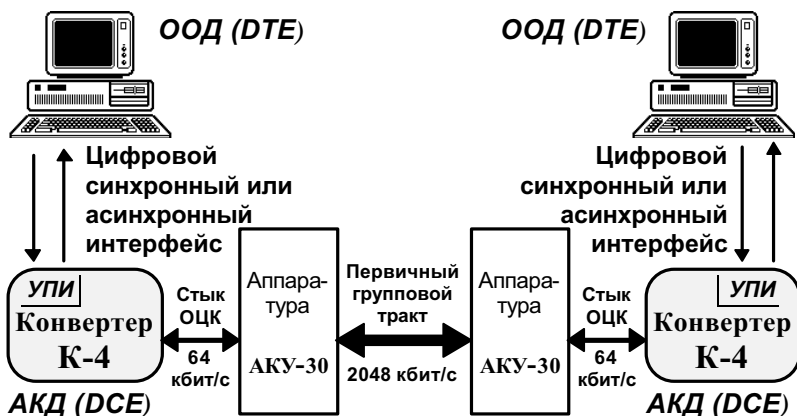 ООД (DTE)
ООД (DTE)
Цифровой
синхронный или
асинхронный
интерфейс
Цифровой
синхронный или
асинхронный
интерфейс
УПИ
Конвертер
К-4
АКД (DCE)
Стык
ОЦК
64
кбит/с
Аппара-
тура
АКУ-30
Первичный
групповой
тракт
2048 кбит/с
Аппара-
тура
АКУ-30
Стык
ОЦК
64
кбит/с
УПИ
Конвертер
К-4
АКД (DCE)